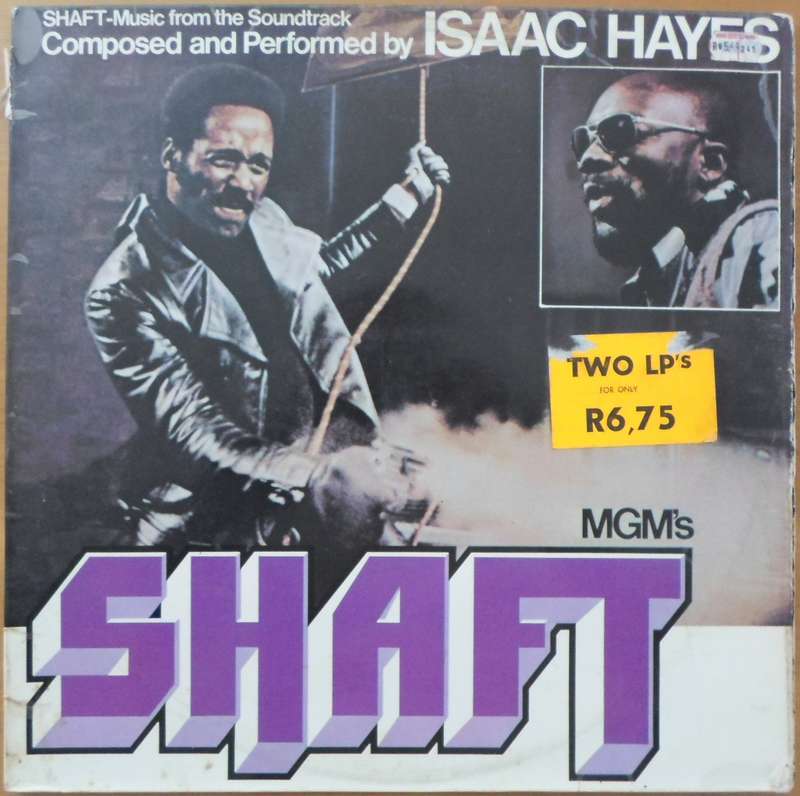 SHAFT-Music from the Soundtrack
Composed and Performed by ISAAC HAYES
TWO LP's
FOR ONLY
R6,75
MGM's
SHAFT